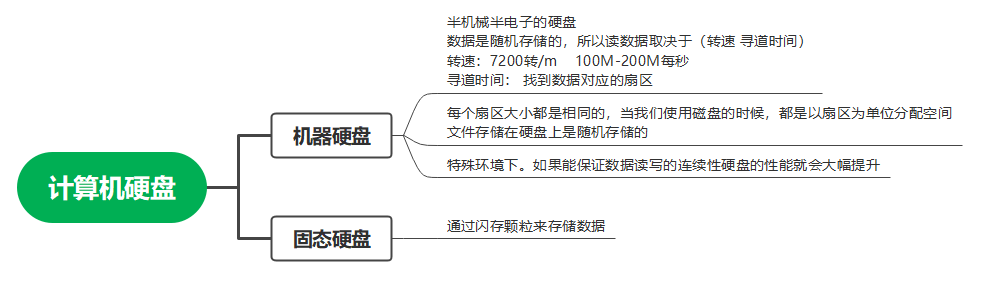 计算机硬盘
机器硬盘
半机械半电子的硬盘
数据是随机存储的，所以读数据取决于（转速 寻道时间）
转速：7200转/m 100M-200M每秒
寻道时间： 找到数据对应的扇区
每个扇区大小都是相同的，当我们使用磁盘的时候，都是以扇区为单位分配空间
文件存储在硬盘上是随机存储的
特殊环境下。如果能保证数据读写的连续性硬盘的性能就会大幅提升
固态硬盘
通过闪存颗粒来存储数据